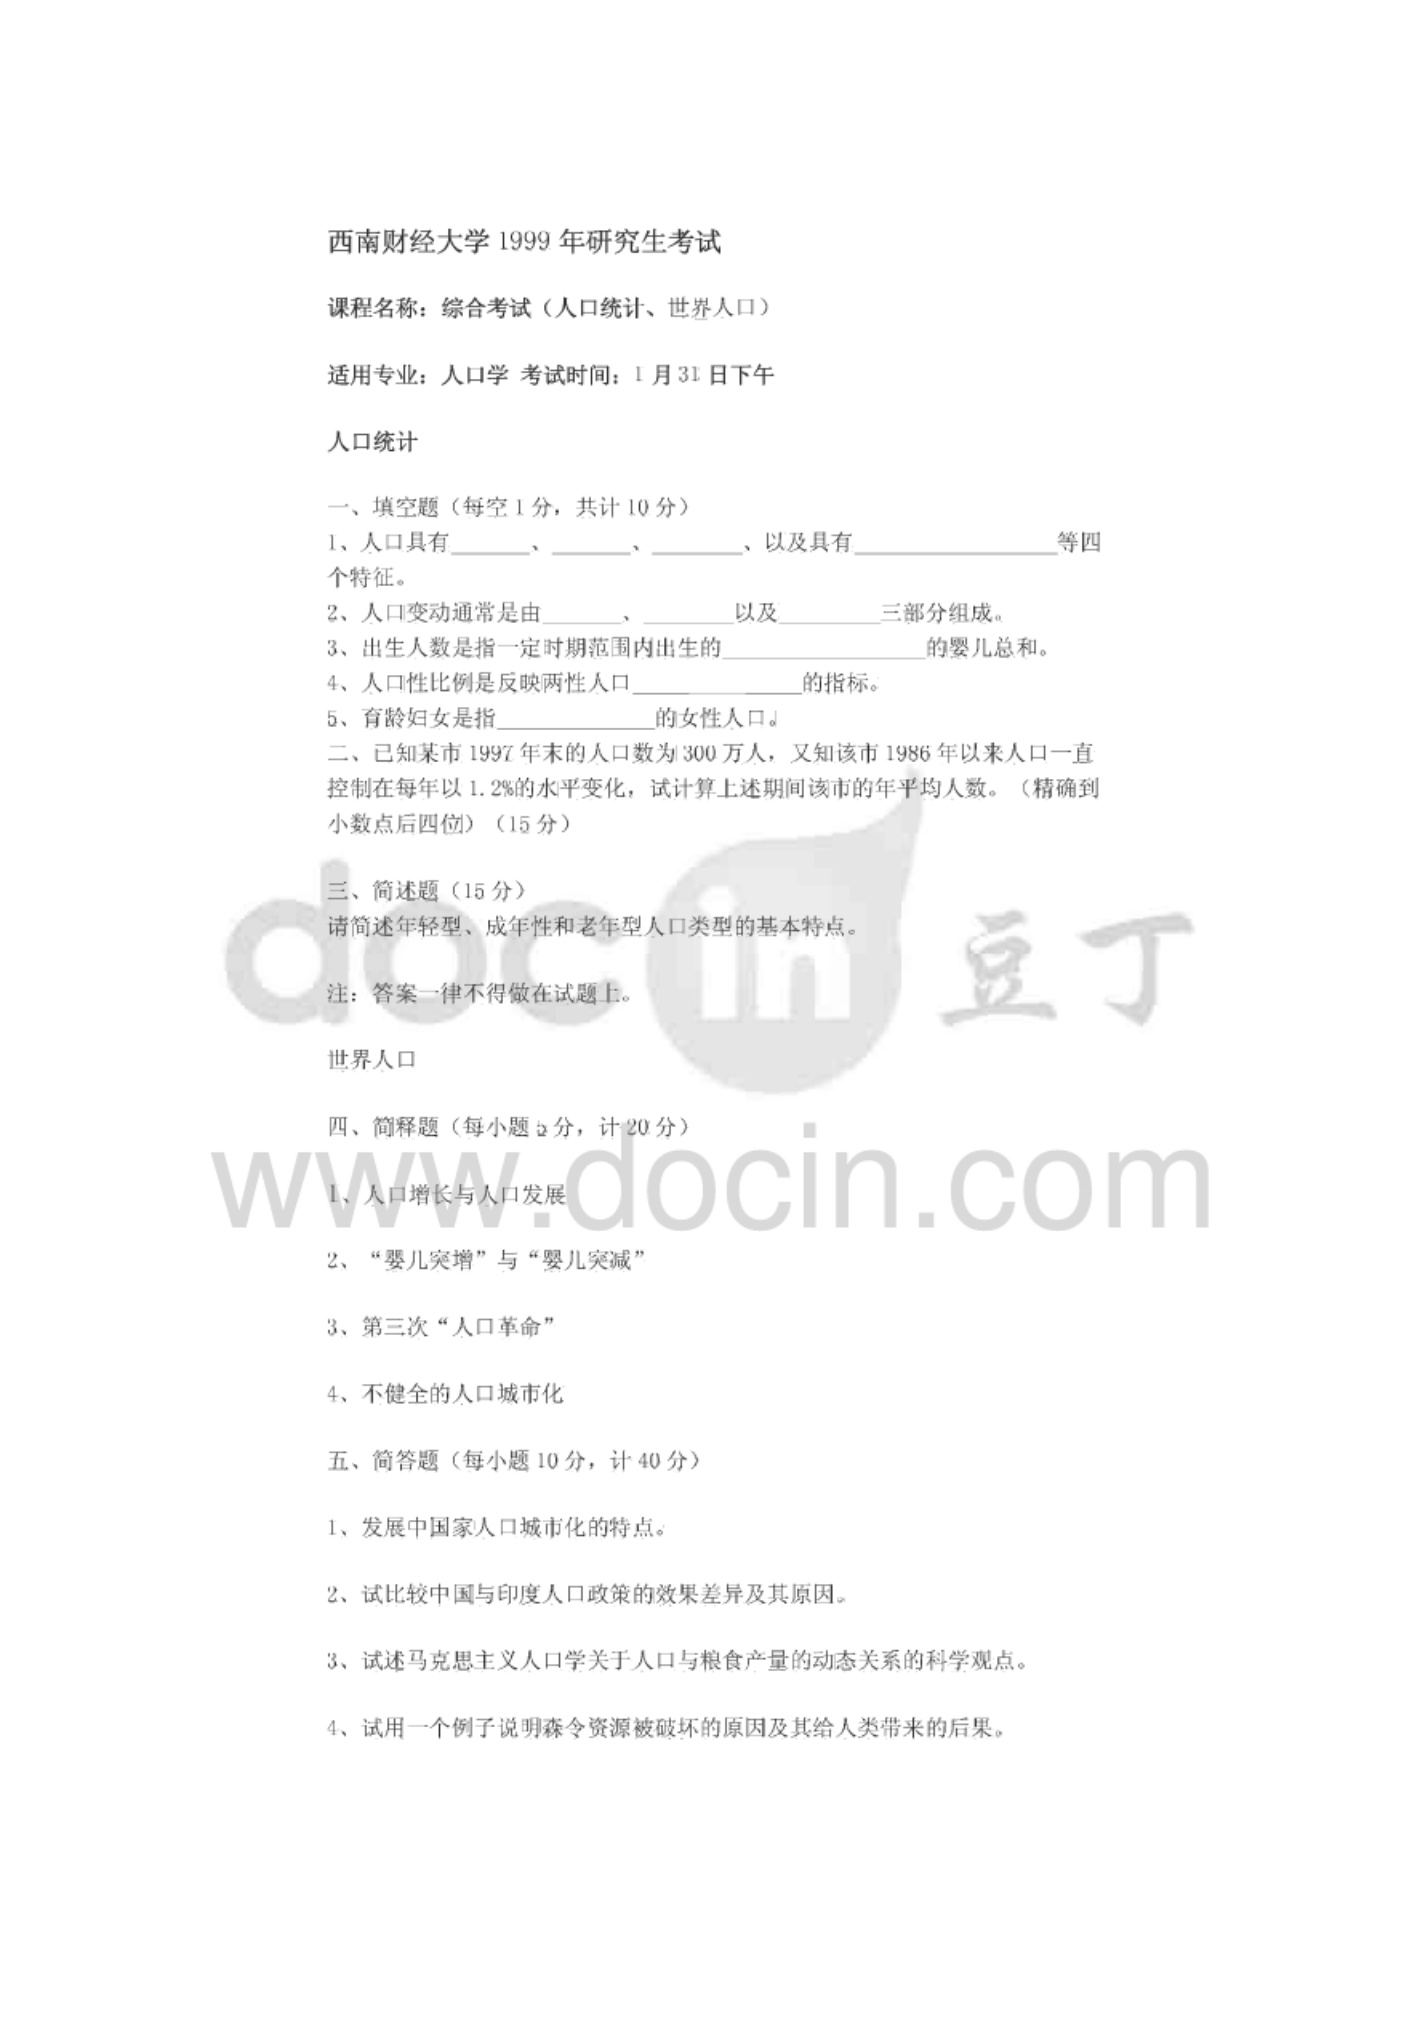 西南财经大学 1999 年研究生考试
课程名称：综合考试（人口统计、世界人口）
适用专业：人口学 考试时间：1 月 31 日下午
人口统计
一、填空题（每空 1 分，共计 10 分）
1、人口具有_______、_______、________、以及具有__________________等四
个特征。
2、人口变动通常是由_______、________以及_________三部分组成。
3、出生人数是指一定时期范围内出生的__________________的婴儿总和。
4、人口性比例是反映两性人口_______________的指标。
5、育龄妇女是指______________的女性人口。
二、已知某市 1997 年末的人口数为 300 万人，又知该市 1986 年以来人口一直
控制在每年以 1.2%的水平变化，试计算上述期间该市的年平均人数。（精确到
小数点后四位）（15 分）
三、简述题（15 分）
请简述年轻型、成年性和老年型人口类型的基本特点。
注：答案一律不得做在试题上。
docin 豆丁
世界人口
四、简释题（每小题 5 分，计 20 分）
www.docin.com
1、人口增长与人口发展
2、“婴儿突增”与“婴儿突减”
3、第三次“人口革命”
4、不健全的人口城市化
五、简答题（每小题 10 分，计 40 分）
1、发展中国家人口城市化的特点。
2、试比较中国与印度人口政策的效果差异及其原因。
3、试述马克思主义人口学关于人口与粮食产量的动态关系的科学观点。
4、试用一个例子说明森令资源被破坏的原因及其给人类带来的后果。